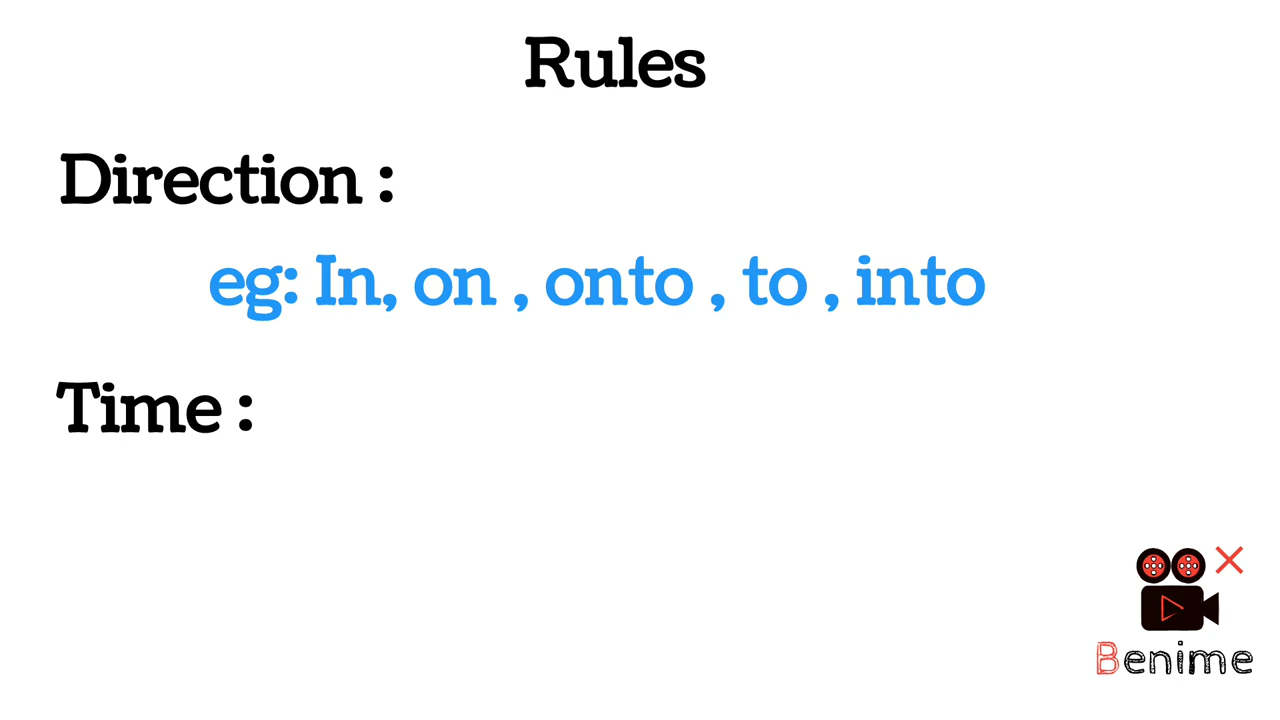 Rules
Direction :
eg: In, on , onto , to , into
Time :
Benime